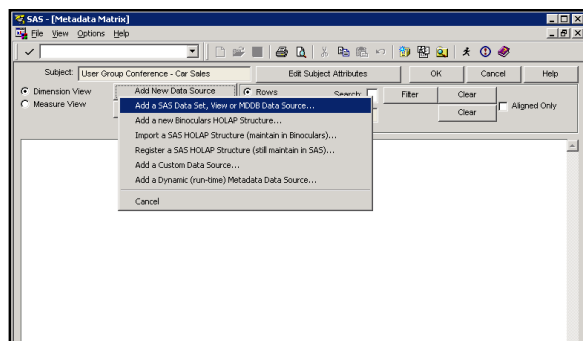 SAS - [Metadata Matrix]
File View Options Help
Subject: User Group Conference - Car Sales Edit Subject Attributes OK Cancel Help
Dimension View Add New Data Source Rows Search: Filter Clear
Measure View Clear Aligned Only
Add a SAS Data Set, View or MDDB Data Source...
Add a new Binoculars HOLAP Structure...
Import a SAS HOLAP Structure (maintain in Binoculars)...
Register a SAS HOLAP Structure (still maintain in SAS)...
Add a Custom Data Source...
Add a Dynamic (run-time) Metadata Data Source...
Cancel